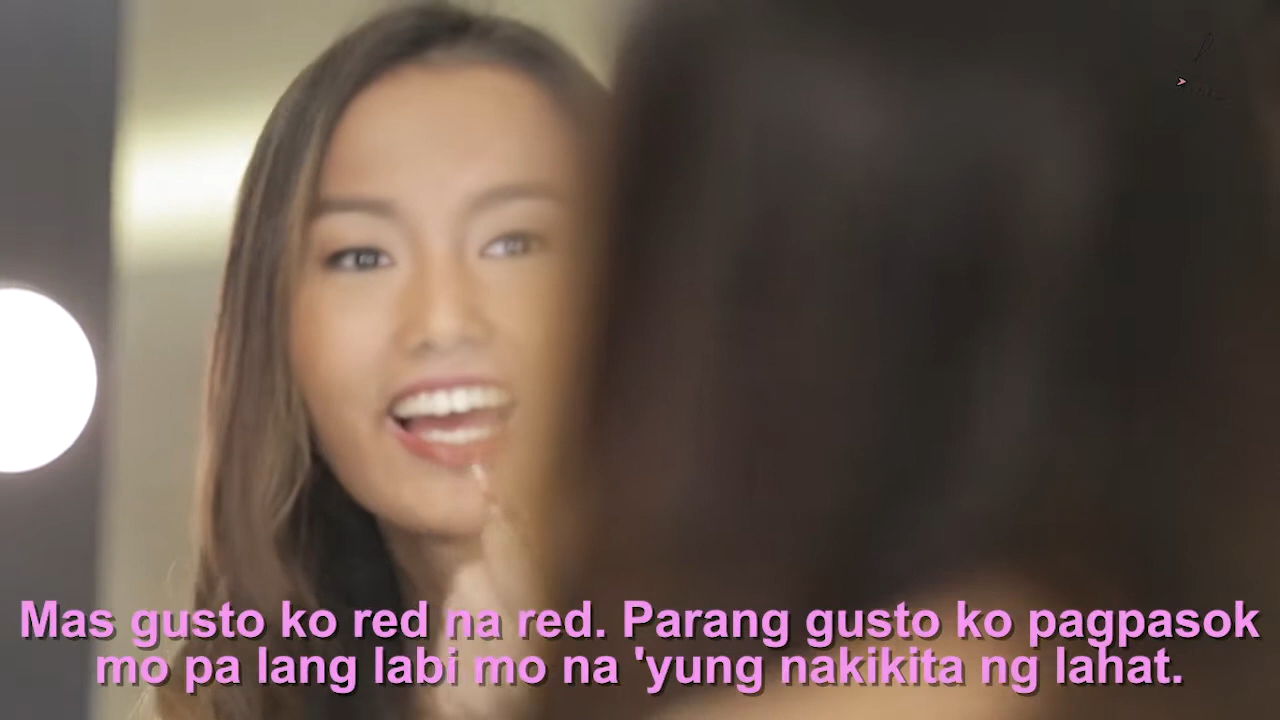 Mas gusto ko red na red. Parang gusto ko pagpasok
mo pa lang labi mo na 'yung nakikita ng lahat.